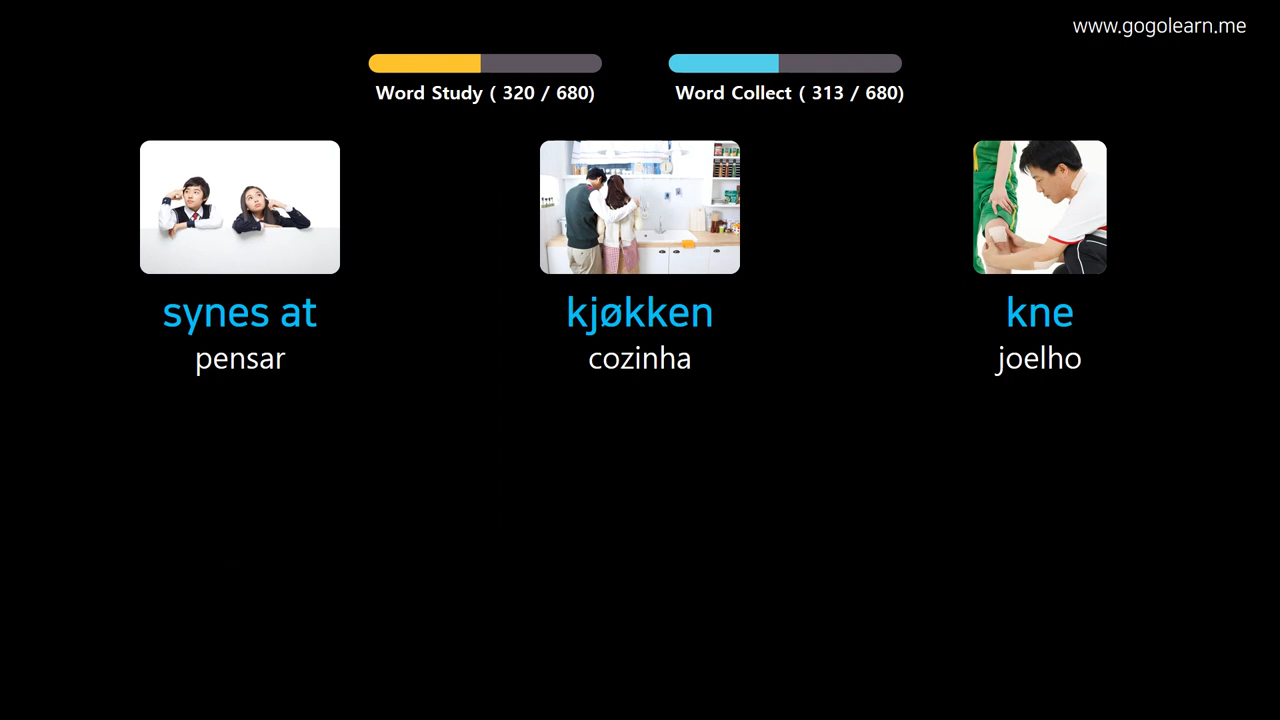 www.gogolearn.me
Word Study ( 320 / 680)
Word Collect ( 313 / 680)
synes at
pensar
kjøkken
cozinha
kne
joelho